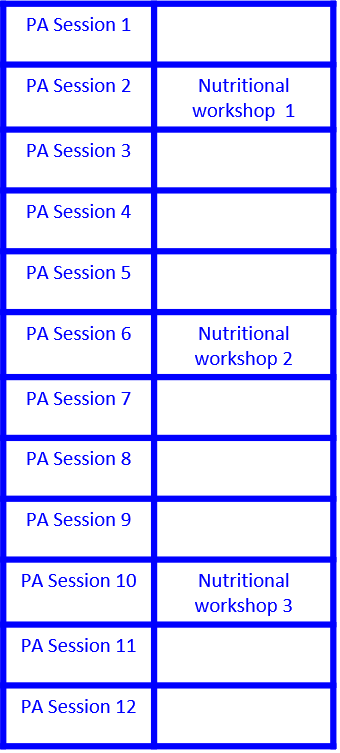 PA Session 1
PA Session 2
Nutritional
workshop  1
PA Session 3
PA Session 4
PA Session 5
PA Session 6
Nutritional
workshop 2
PA Session 7
PA Session 8
PA Session 9
PA Session 10
Nutritional
workshop 3
PA Session 11
PA Session 12